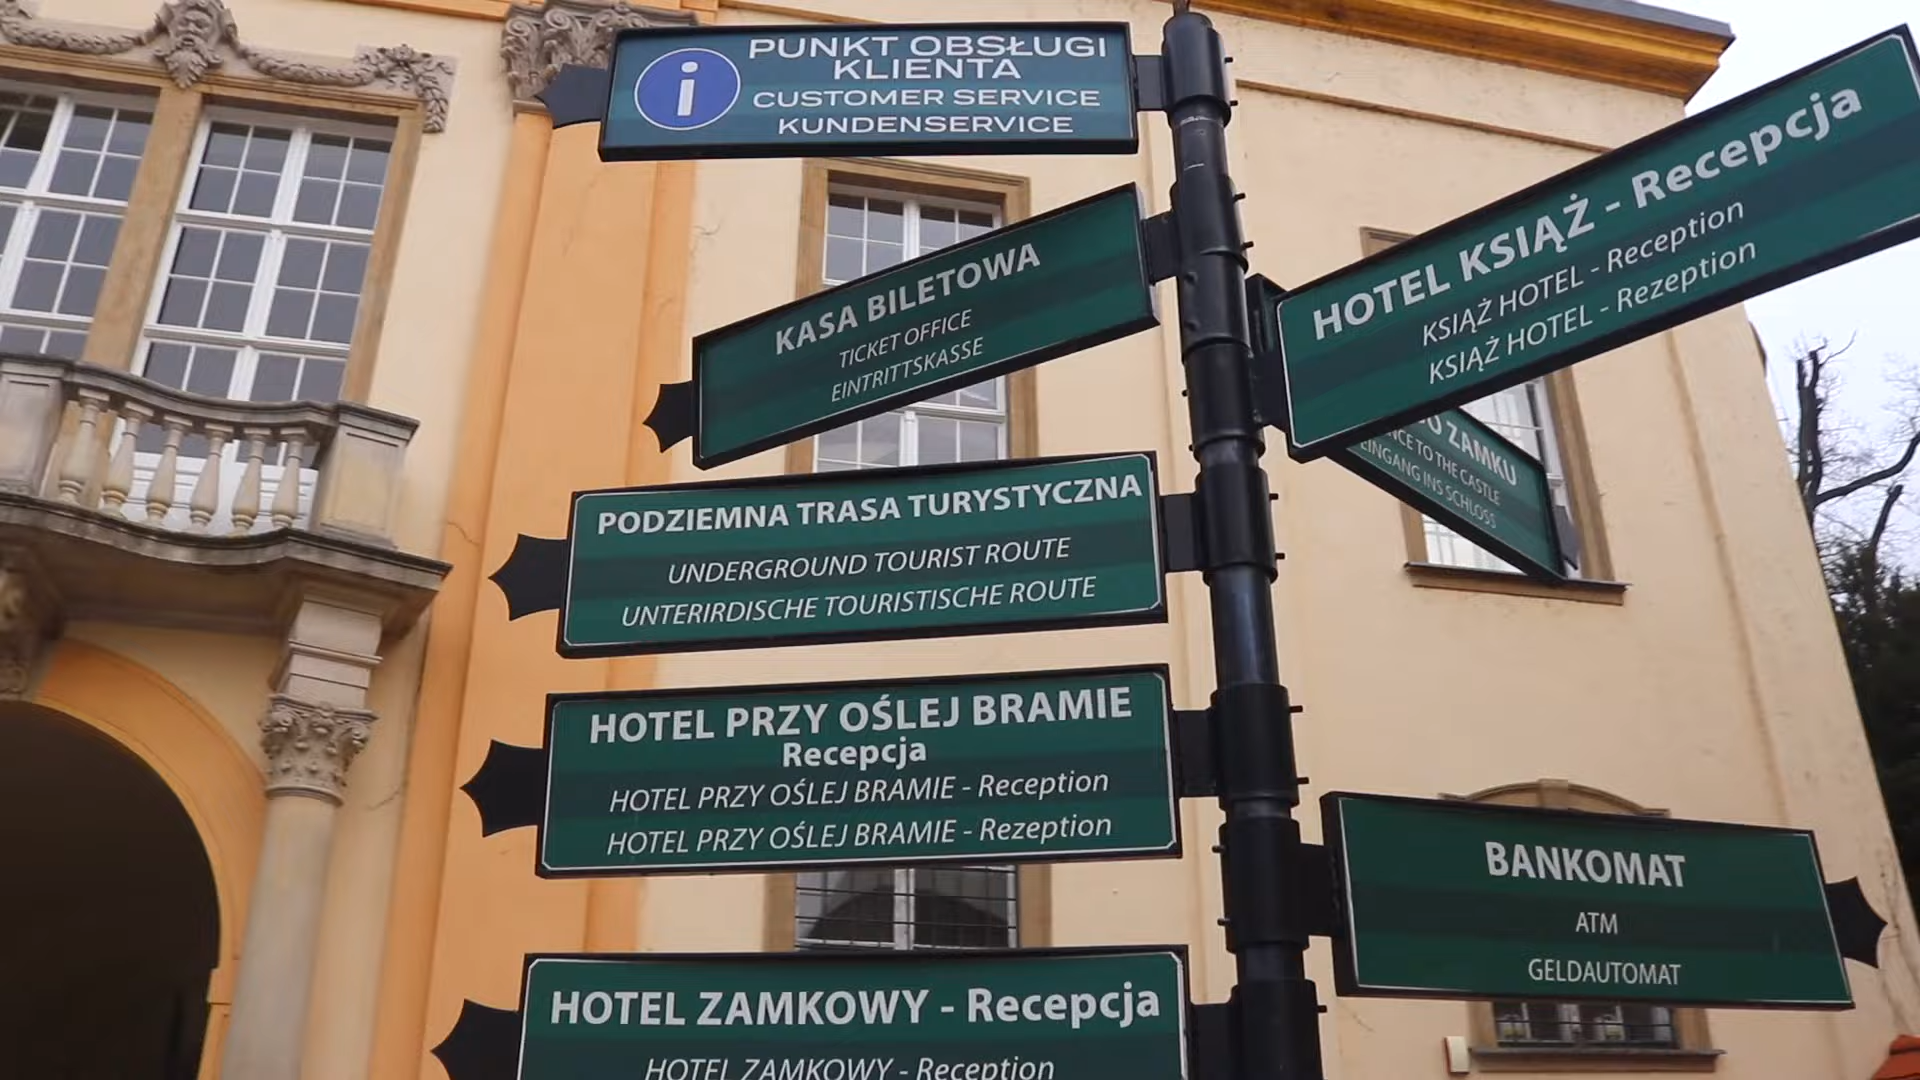 i
PUNKT OBSŁUGI
KLIENTA
CUSTOMER SERVICE
KUNDENSERVICE
KASA BILETOWA
TICKET OFFICE
EINTRITTSKASSE
HOTEL KSIĄŻ - Recepcja
KSIĄŻ HOTEL - Reception
KSIĄŻ HOTEL - Rezeption
ZAMKU
TO THE CASTLE
EINGANG INS SCHLOSS
PODZIEMNA TRASA TURYSTYCZNA
UNDERGROUND TOURIST ROUTE
UNTERIRDISCHE TOURISTISCHE ROUTE
HOTEL PRZY OŚLEJ BRAMIE
Recepcja
HOTEL PRZY OŚLEJ BRAMIE - Reception
HOTEL PRZY OŚLEJ BRAMIE - Rezeption
BANKOMAT
ATM
GELDAUTOMAT
HOTEL ZAMKOWY - Recepcja
HOTEL ZAMKOWY - Reception